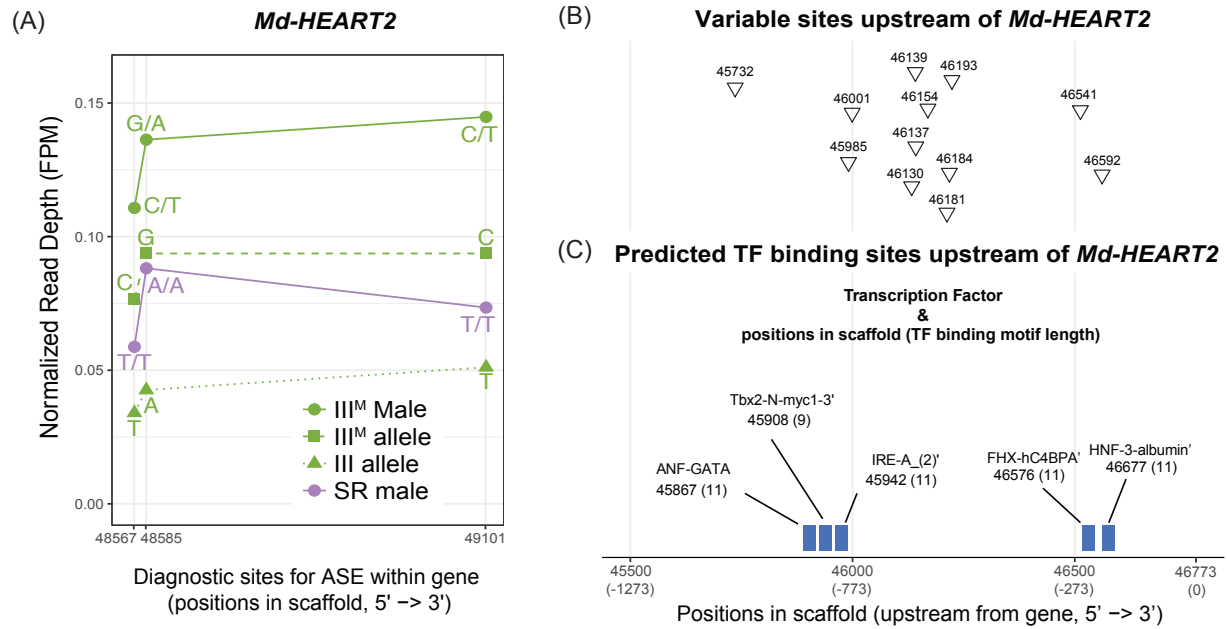 (A)
Md-HEART2
Normalized Read Depth (FPM)
0.15
0.10
0.05
0.00
G/A
C/T
C/T
G
C
C
A/A
T/T
T/T
A
T
T
IIIᴹ Male
IIIᴹ allele
III allele
SR male
48567
48585
49101
Diagnostic sites for ASE within gene
(positions in scaffold, 5' −> 3')
(B)
Variable sites upstream of Md-HEART2
46139
46193
45732
46001
46154
46541
46137
45985
46184
46592
46130
46181
(C)
Predicted TF binding sites upstream of Md-HEART2
Transcription Factor
&
positions in scaffold (TF binding motif length)
Tbx2-N-myc1-3'
45908 (9)
ANF-GATA
45867 (11)
IRE-A_(2)'
45942 (11)
FHX-hC4BPA'
46576 (11)
HNF-3-albumin'
46677 (11)
45500
(-1273)
46000
(-773)
46500
(-273)
46773
(0)
Positions in scaffold (upstream from gene, 5’ −> 3’)